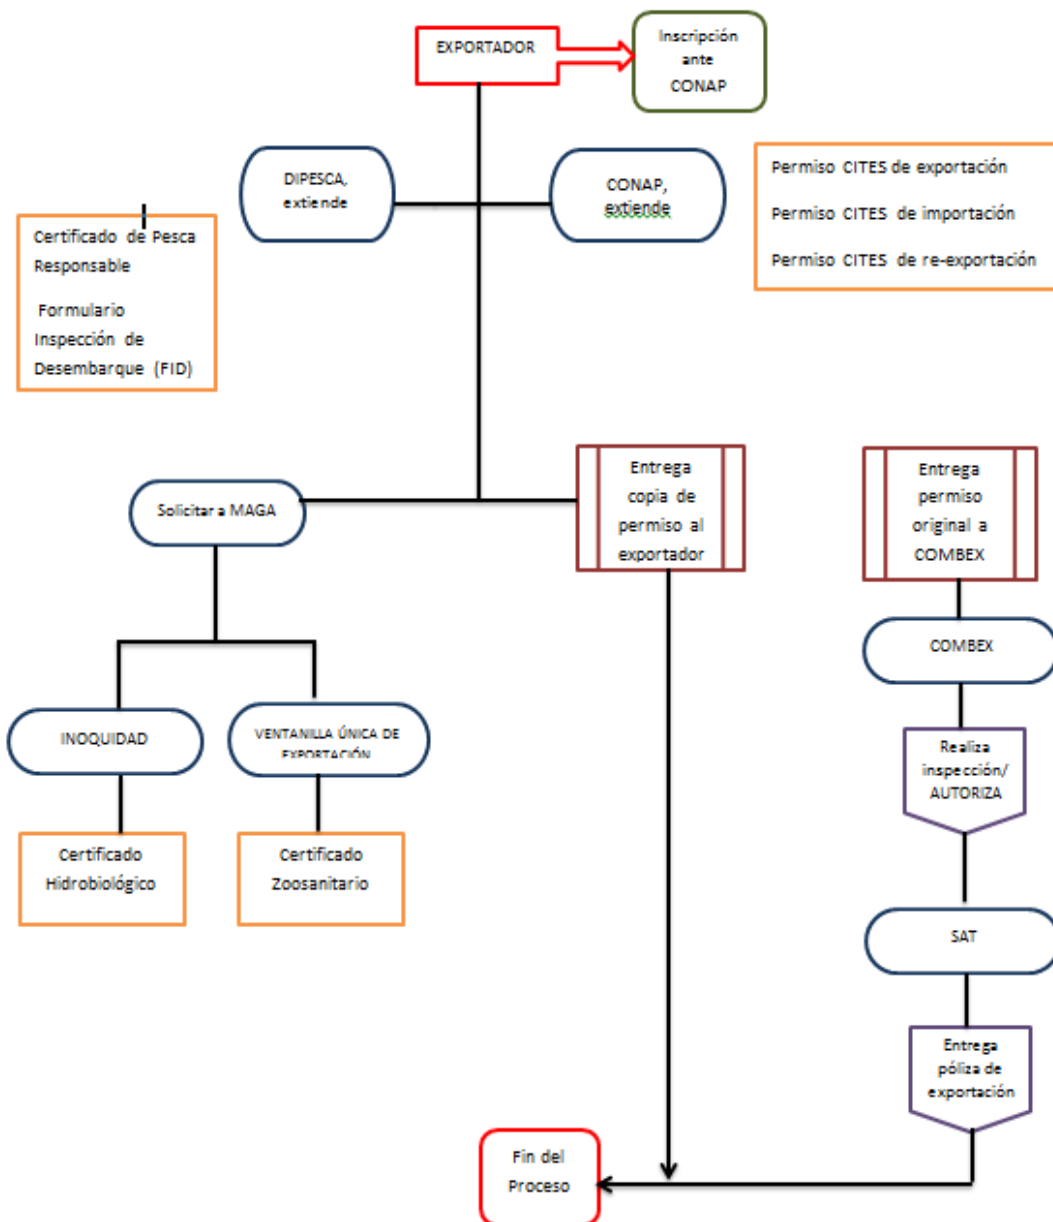 EXPORTADOR
Inscripción
ante
CONAP
DIPESCA,
extiende
CONAP,
extiende
Permiso CITES de exportación
Permiso CITES de importación
Permiso CITES de re-exportación
Certificado de Pesca
Responsable
Formulario
Inspección de
Desembarque (FID)
Solicitar a MAGA
Entrega
copia de
permiso al
exportador
Entrega
permiso
original a
COMBEX
COMBEX
INOQUIDAD
VENTANILLA ÚNICA DE
EXPORTACIÓN
Realiza
inspección/
AUTORIZA
Certificado
Hidrobiológico
Certificado
Zoosanitario
SAT
Entrega
póliza de
exportación
Fin del
Proceso